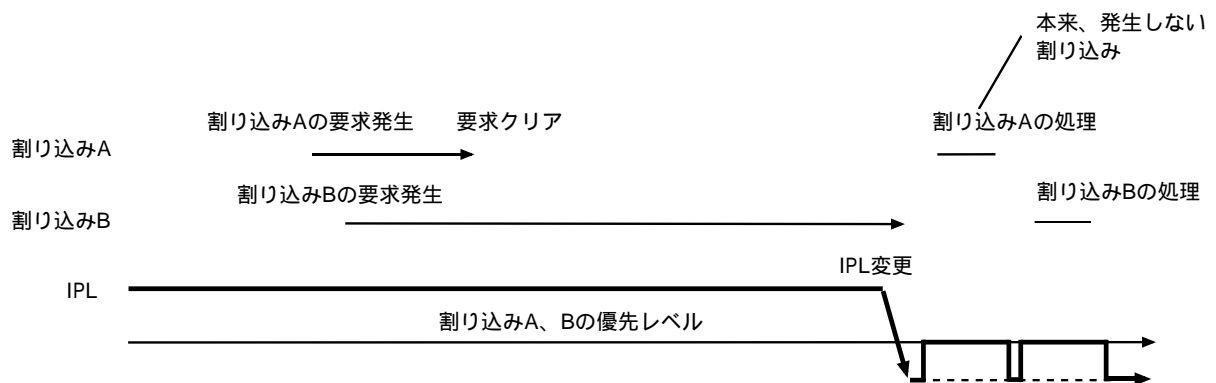 本来、発生しない
割り込み
割り込みAの要求発生 要求クリア 割り込みAの処理
割り込みA
割り込みBの要求発生 割り込みBの処理
割り込みB
IPL変更
IPL
割り込みA、Bの優先レベル